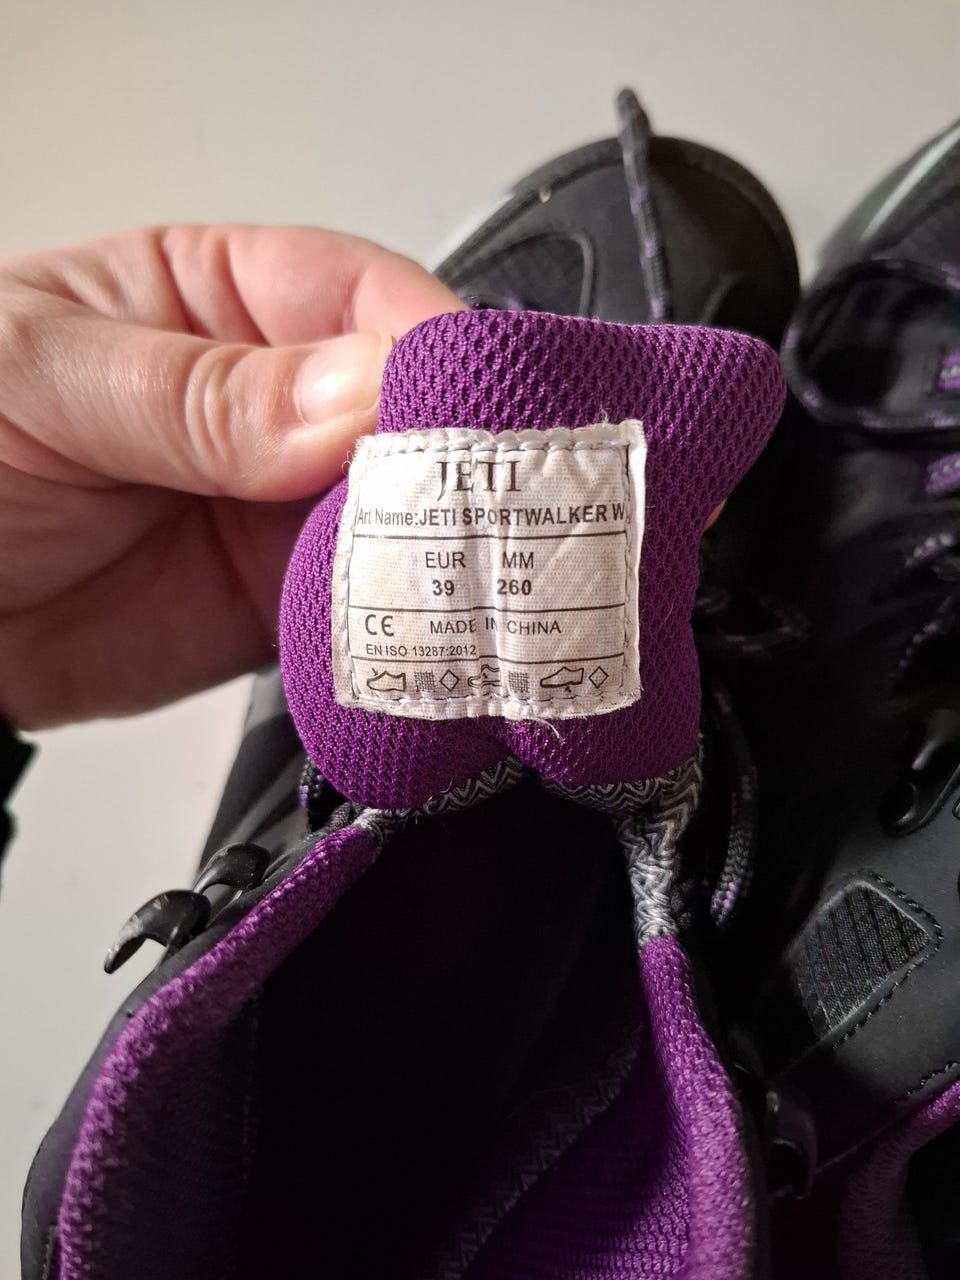 JETI
Art Name:JETI SPORTWALKER W
EUR MM
39 260
CE MADE IN CHINA
EN ISO 13287:2012